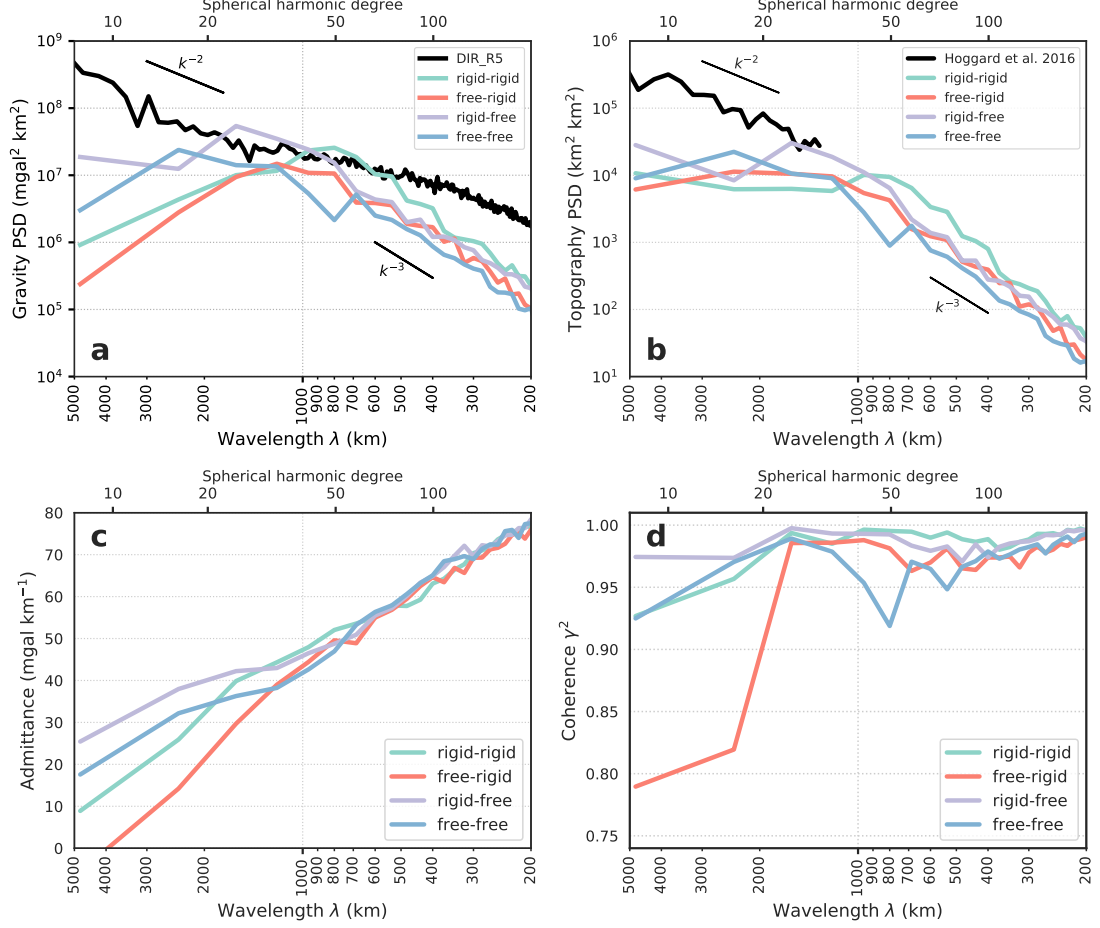 Spherical harmonic degree
10 20 50 100
10⁹
10⁸
10⁷
10⁶
10⁵
10⁴
Gravity PSD (mgal² km²)
k⁻²
k⁻³
DIR_R5
rigid-rigid
free-rigid
rigid-free
free-free
a
5000 3000 2000 1000 900 800 700 600 500 400 300 200
Wavelength λ (km)
Spherical harmonic degree
10 20 50 100
10⁶
10⁵
10⁴
10³
10²
10¹
Topography PSD (km² km²)
k⁻²
k⁻³
Hoggard et al. 2016
rigid-rigid
free-rigid
rigid-free
free-free
b
5000 4000 3000 2000 1000 900 800 700 600 500 400 300 200
Wavelength λ (km)
Spherical harmonic degree
10 20 50 100
80
70
60
50
40
30
20
10
0
Admittance (mgal km⁻¹)
c
rigid-rigid
free-rigid
rigid-free
free-free
5000 4000 3000 2000 1000 900 800 700 600 500 400 300 200
Wavelength λ (km)
Spherical harmonic degree
10 20 50 100
1.00
0.95
0.90
0.85
0.80
0.75
Coherence γ²
d
rigid-rigid
free-rigid
rigid-free
free-free
5000 4000 3000 2000 1000 900 800 700 600 500 400 300 200
Wavelength λ (km)